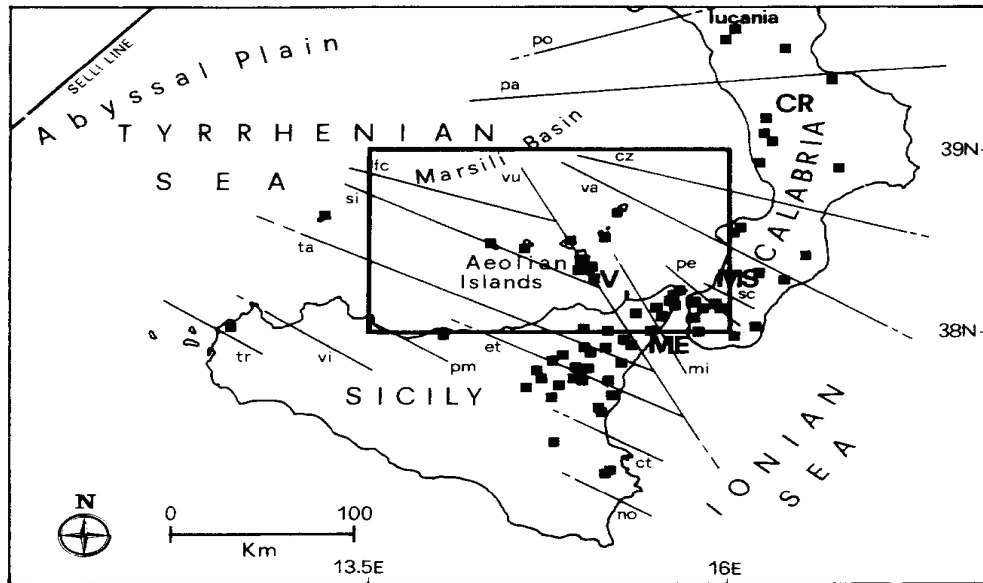 lucania
SELLI LINE
Abyssal Plain
po
pa
CR
TYRRHENIAN
SEA
Marsili Basin
39N
fc
vu
cz
va
si
CALABRIA
ta
Aeolian
Islands
V
pe
MS
sc
38N
tr
vi
pm
et
ME
mi
SICILY
IONIAN
SEA
ct
no
N
0
100
Km
13.5E
16E